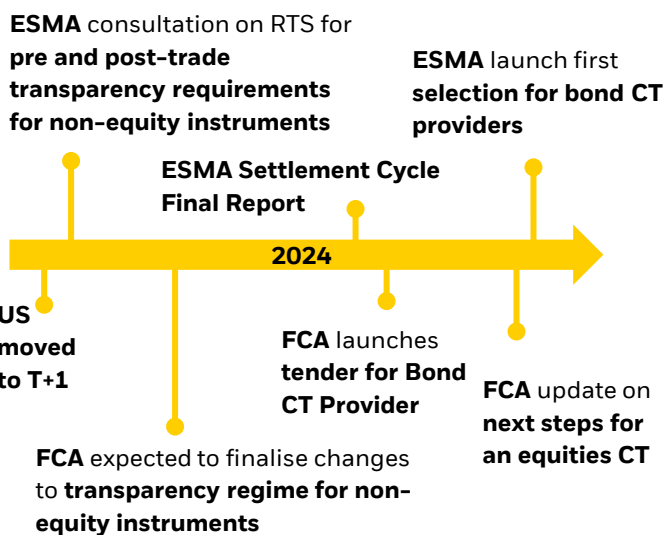 ESMA consultation on RTS for
pre and post-trade
transparency requirements
for non-equity instruments
ESMA launch first
selection for bond CT
providers
ESMA Settlement Cycle
Final Report
2024
US
moved
to T+1
FCA launches
tender for Bond
CT Provider
FCA update on
next steps for
an equities CT
FCA expected to finalise changes
to transparency regime for non-
equity instruments